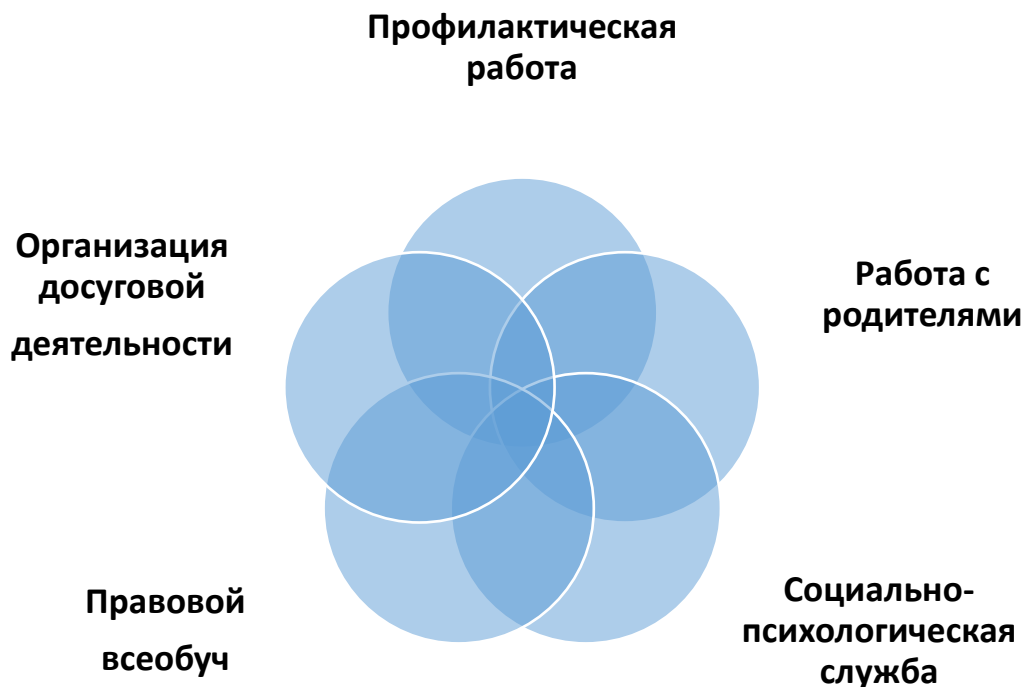 Профилактическая
работа
Организация
досуговой
деятельности
Работа с
родителями
Правовой
всеобуч
Социально-
психологическая
служба